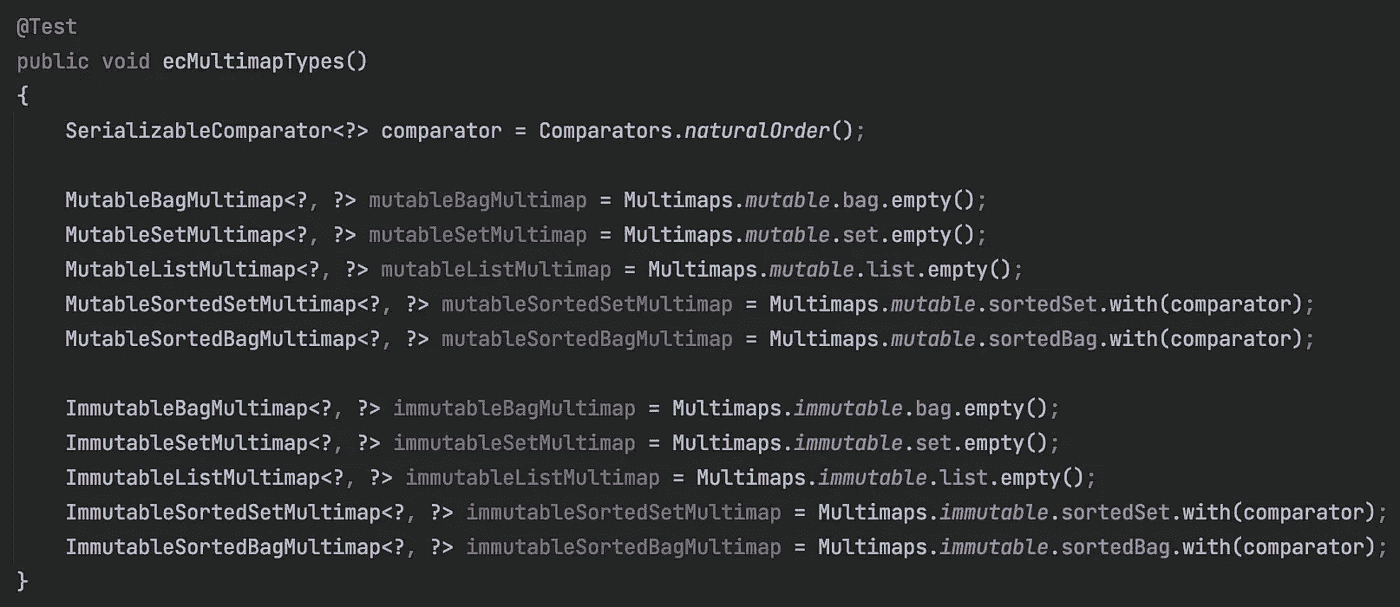 @Test
public void ecMultimapTypes()
{
    SerializableComparator<?> comparator = Comparators.naturalOrder();

    MutableBagMultimap<?, ?> mutableBagMultimap = Multimaps.mutable.bag.empty();
    MutableSetMultimap<?, ?> mutableSetMultimap = Multimaps.mutable.set.empty();
    MutableListMultimap<?, ?> mutableListMultimap = Multimaps.mutable.list.empty();
    MutableSortedSetMultimap<?, ?> mutableSortedSetMultimap = Multimaps.mutable.sortedSet.with(comparator);
    MutableSortedBagMultimap<?, ?> mutableSortedBagMultimap = Multimaps.mutable.sortedBag.with(comparator);

    ImmutableBagMultimap<?, ?> immutableBagMultimap = Multimaps.immutable.bag.empty();
    ImmutableSetMultimap<?, ?> immutableSetMultimap = Multimaps.immutable.set.empty();
    ImmutableListMultimap<?, ?> immutableListMultimap = Multimaps.immutable.list.empty();
    ImmutableSortedSetMultimap<?, ?> immutableSortedSetMultimap = Multimaps.immutable.sortedSet.with(comparator);
    ImmutableSortedBagMultimap<?, ?> immutableSortedBagMultimap = Multimaps.immutable.sortedBag.with(comparator);
}